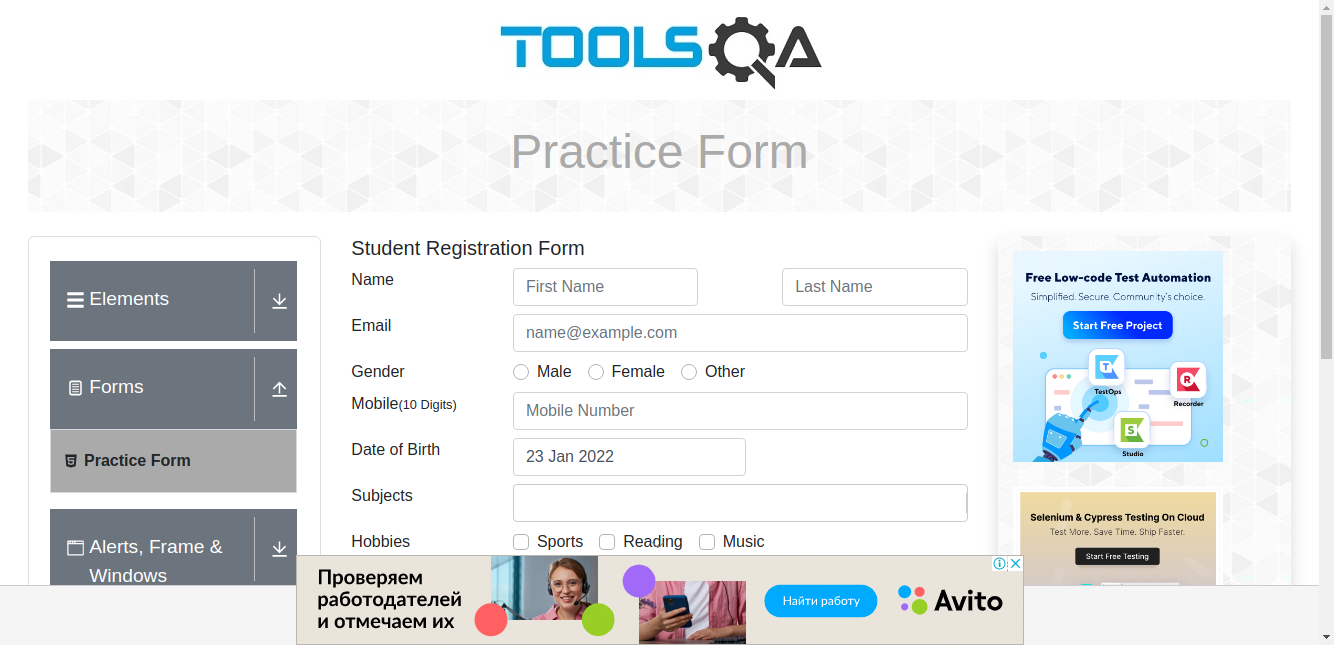 TOOLSQA
Practice Form
Elements
Forms
Practice Form
Alerts, Frame &
Windows
Student Registration Form
Name
First Name
Last Name
Email
name@example.com
Gender
Male
Female
Other
Mobile(10 Digits)
Mobile Number
Date of Birth
23 Jan 2022
Subjects
Hobbies
Sports
Reading
Music
Free Low-code Test Automation
Simplified. Secure. Community's choice.
Start Free Project
TestOps
Recorder
Studio
Selenium & Cypress Testing On Cloud
Test More. Save Time. Ship Faster.
Start Free Testing
Проверяем
работодателей
и отмечаем их
Найти работу
Avito